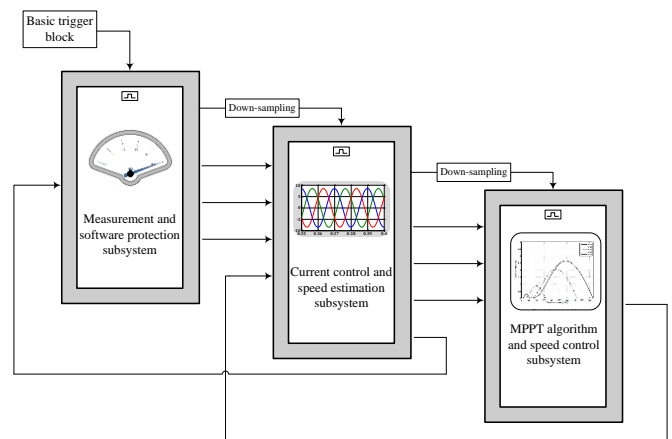 Basic trigger
block
Down-sampling
Down-sampling
Measurement and
software protection
subsystem
Current control and
speed estimation
subsystem
MPPT algorithm
and speed control
subsystem